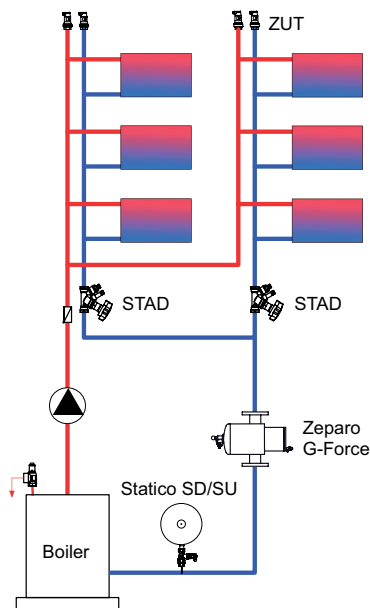 ZUT
STAD
STAD
Zeparo
G-Force
Statico SD/SU
Boiler